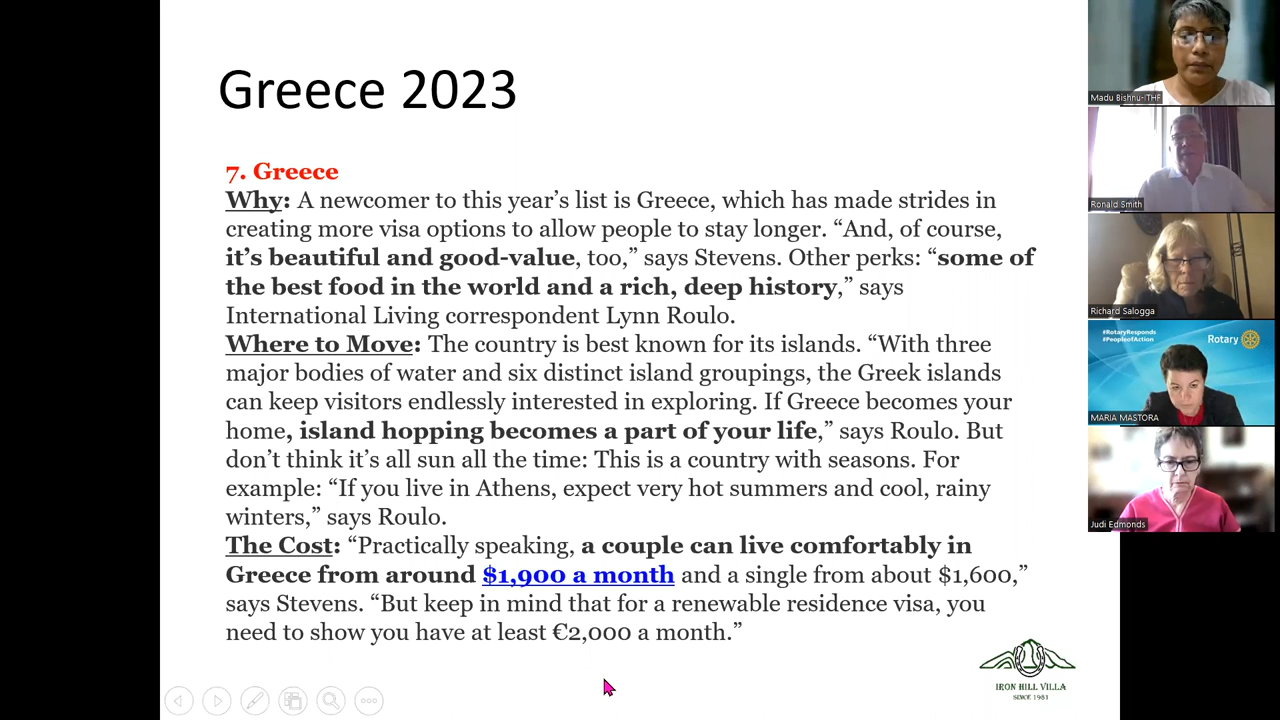 Greece 2023
7. Greece
Why: A newcomer to this year’s list is Greece, which has made strides in
creating more visa options to allow people to stay longer. “And, of course,
it’s beautiful and good-value, too,” says Stevens. Other perks: “some of
the best food in the world and a rich, deep history,” says
International Living correspondent Lynn Roulo.
Where to Move: The country is best known for its islands. “With three
major bodies of water and six distinct island groupings, the Greek islands
can keep visitors endlessly interested in exploring. If Greece becomes your
home, island hopping becomes a part of your life,” says Roulo. But
don’t think it’s all sun all the time: This is a country with seasons. For
example: “If you live in Athens, expect very hot summers and cool, rainy
winters,” says Roulo.
The Cost: “Practically speaking, a couple can live comfortably in
Greece from around $1,900 a month and a single from about $1,600,”
says Stevens. “But keep in mind that for a renewable residence visa, you
need to show you have at least €2,000 a month.”
IRON HILL VILLA
SINCE 1981
Madu Bishnu-ITHF
Ronald Smith
Richard Salogga
#RotaryResponds
#PeopleofAction
Rotary
MARIA MASTORA
Judi Edmonds